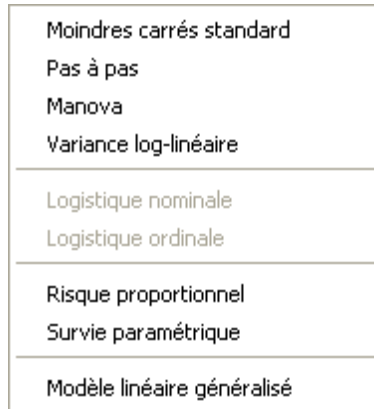 Moindres carrés standard
Pas à pas
Manova
Variance log-linéaire
Logistique nominale
Logistique ordinale
Risque proportionnel
Survie paramétrique
Modèle linéaire généralisé